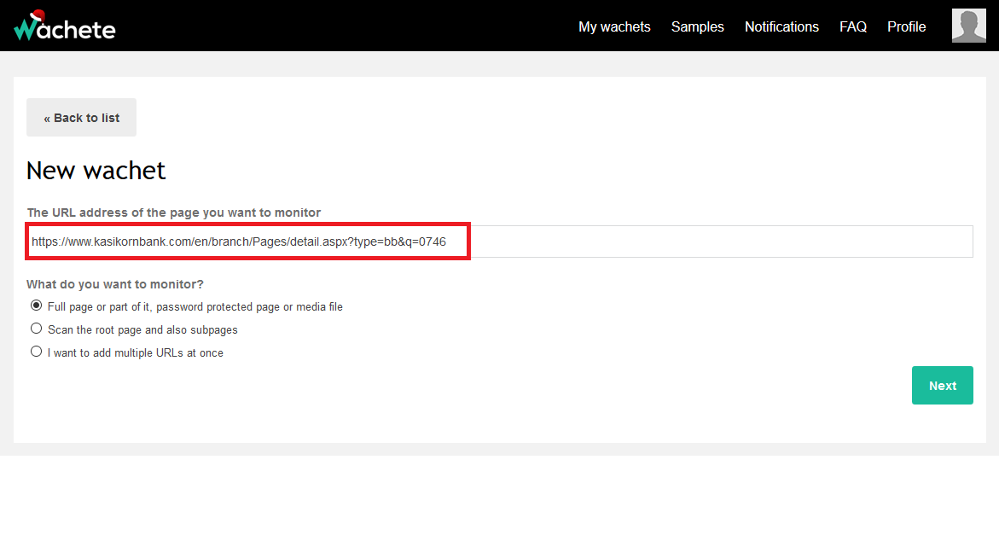 Wachete
My wachets Samples Notifications FAQ Profile
« Back to list
New wachet
The URL address of the page you want to monitor
https://www.kasikornbank.com/en/branch/Pages/detail.aspx?type=bb&q=0746
What do you want to monitor?
Full page or part of it, password protected page or media file
Scan the root page and also subpages
I want to add multiple URLs at once
Next